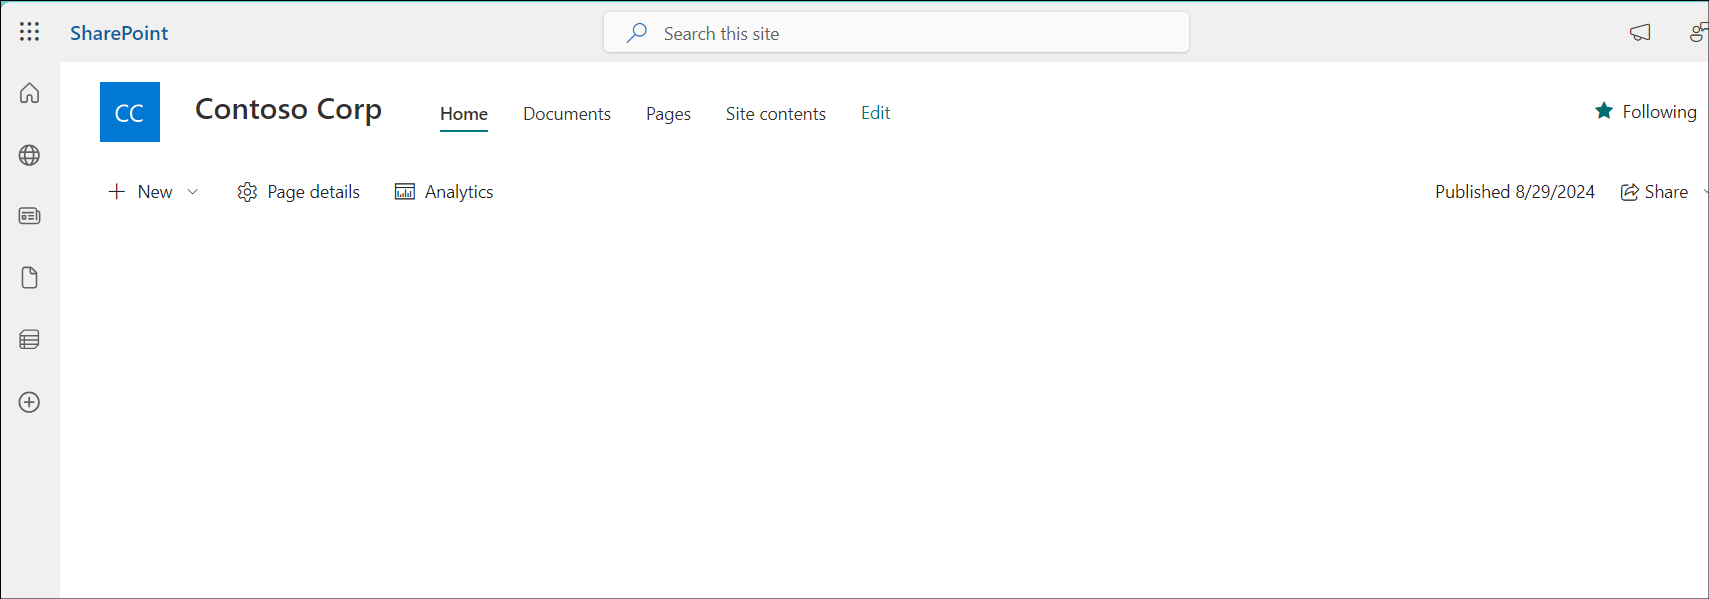 SharePoint
Search this site
CC
Contoso Corp
Home Documents Pages Site contents Edit
Following
New Page details Analytics
Published 8/29/2024 Share